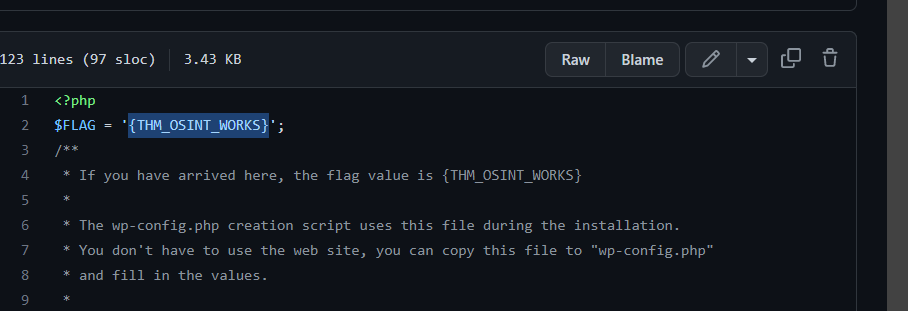 123 lines (97 sloc) 3.43 KB Raw Blame
1 <?php
2 $FLAG = '{THM_OSINT_WORKS}';
3 /**
4 * If you have arrived here, the flag value is {THM_OSINT_WORKS}
5 *
6 * The wp-config.php creation script uses this file during the installation.
7 * You don't have to use the web site, you can copy this file to "wp-config.php"
8 * and fill in the values.
9 *